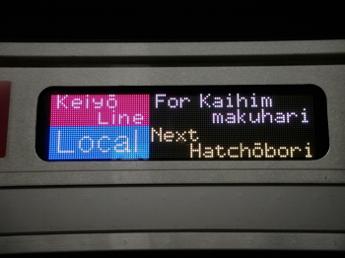 Keiyō
Line
Local
For Kaihim
makuhari
Next
Hatchōbori